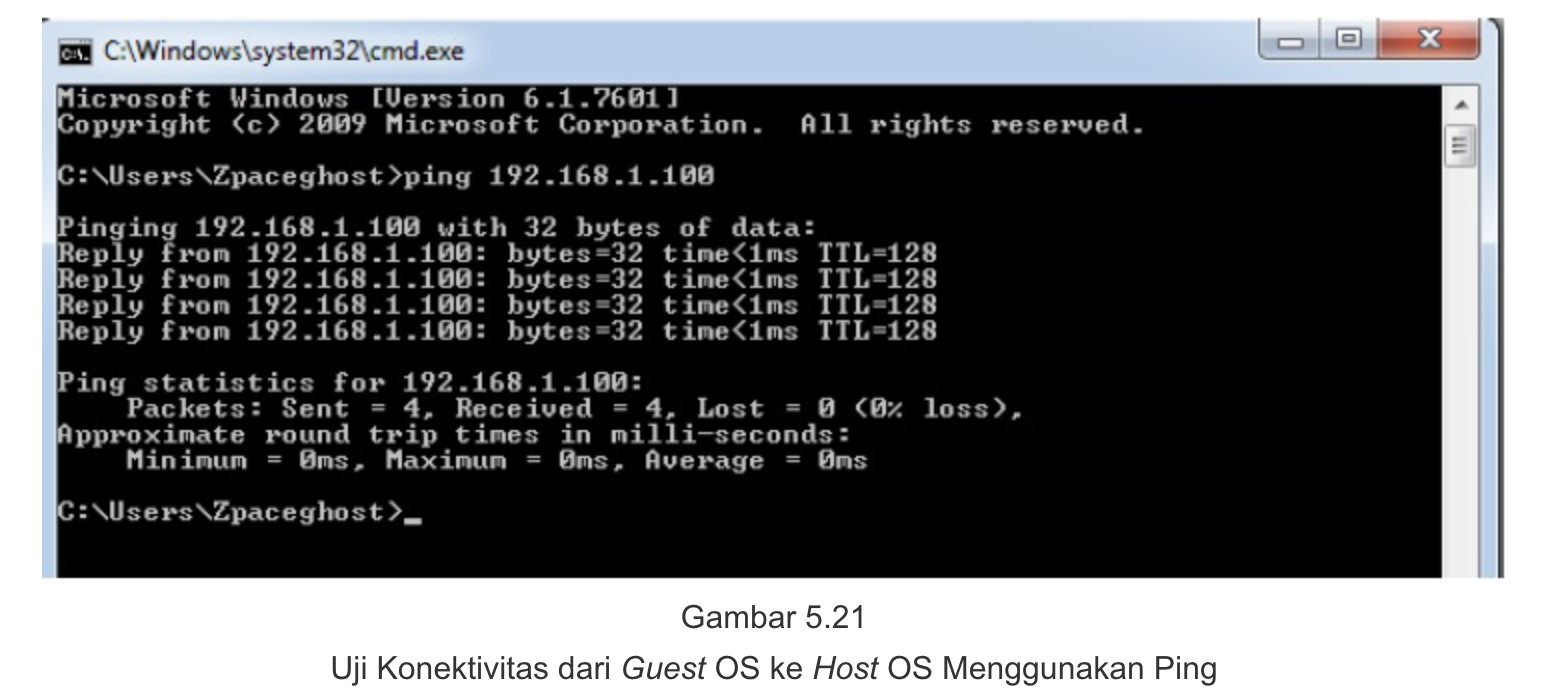 C:\Windows\system32\cmd.exe
Microsoft Windows [Version 6.1.7601]
Copyright (c) 2009 Microsoft Corporation.  All rights reserved.
C:\Users\Zpaceghost>ping 192.168.1.100
Pinging 192.168.1.100 with 32 bytes of data:
Reply from 192.168.1.100: bytes=32 time<1ms TTL=128
Reply from 192.168.1.100: bytes=32 time<1ms TTL=128
Reply from 192.168.1.100: bytes=32 time<1ms TTL=128
Reply from 192.168.1.100: bytes=32 time<1ms TTL=128
Ping statistics for 192.168.1.100:
    Packets: Sent = 4, Received = 4, Lost = 0 (0% loss),
Approximate round trip times in milli-seconds:
    Minimum = 0ms, Maximum = 0ms, Average = 0ms
C:\Users\Zpaceghost>_
Gambar 5.21
Uji Konektivitas dari Guest OS ke Host OS Menggunakan Ping